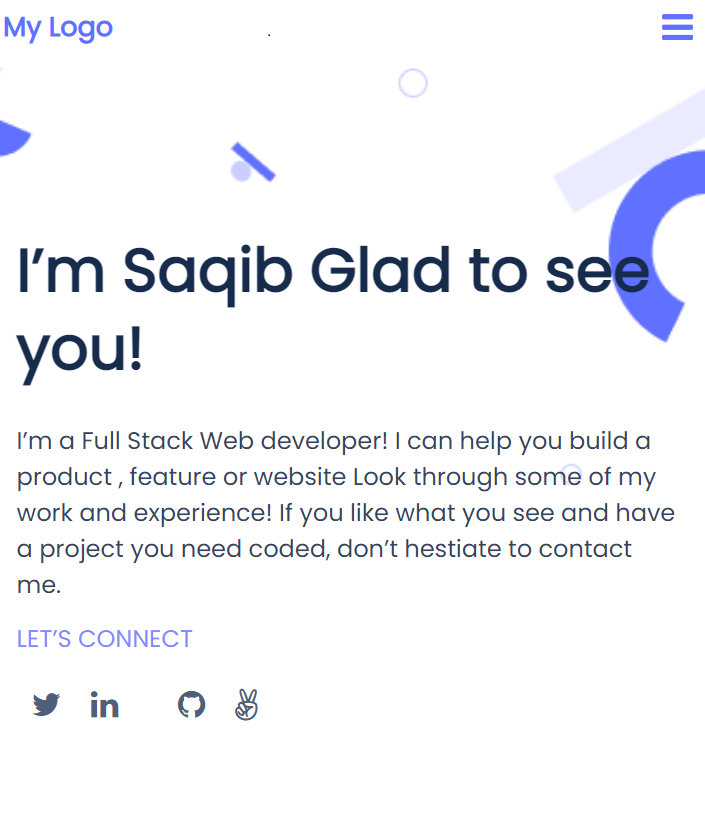 My Logo
.
I’m Saqib Glad to see
you!
I’m a Full Stack Web developer! I can help you build a
product , feature or website Look through some of my
work and experience! If you like what you see and have
a project you need coded, don’t hestiate to contact
me.
LET’S CONNECT